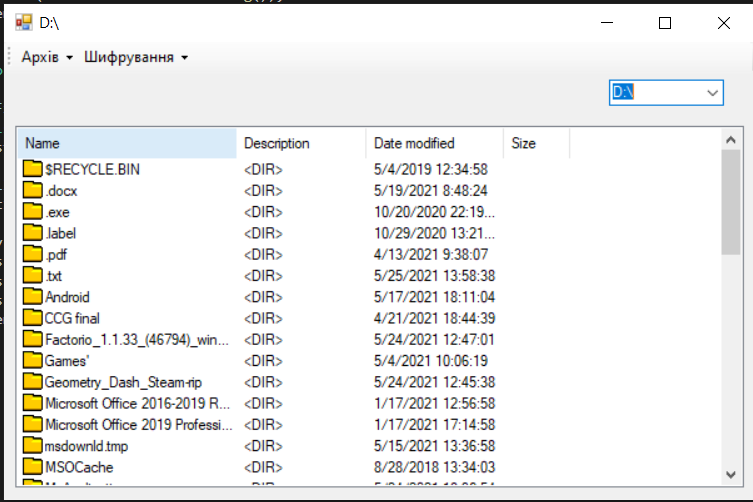 D:\
Архів Шифрування
D:\
Name Description Date modified Size
$RECYCLE.BIN <DIR> 5/4/2019 12:34:58
.docx <DIR> 5/19/2021 8:48:24
.exe <DIR> 10/20/2020 22:19...
.label <DIR> 10/29/2020 13:21...
.pdf <DIR> 4/13/2021 9:38:07
.txt <DIR> 5/25/2021 13:58:38
Android <DIR> 5/17/2021 18:11:04
CCG final <DIR> 4/21/2021 18:44:39
Factorio_1.1.33_(46794)_win... <DIR> 5/24/2021 12:47:01
Games' <DIR> 5/4/2021 10:06:19
Geometry_Dash_Steam-rip <DIR> 5/24/2021 12:45:38
Microsoft Office 2016-2019 R... <DIR> 1/17/2021 12:56:58
Microsoft Office 2019 Professi... <DIR> 1/17/2021 17:14:58
msdownld.tmp <DIR> 5/15/2021 13:36:58
MSOCache <DIR> 8/28/2018 13:34:03